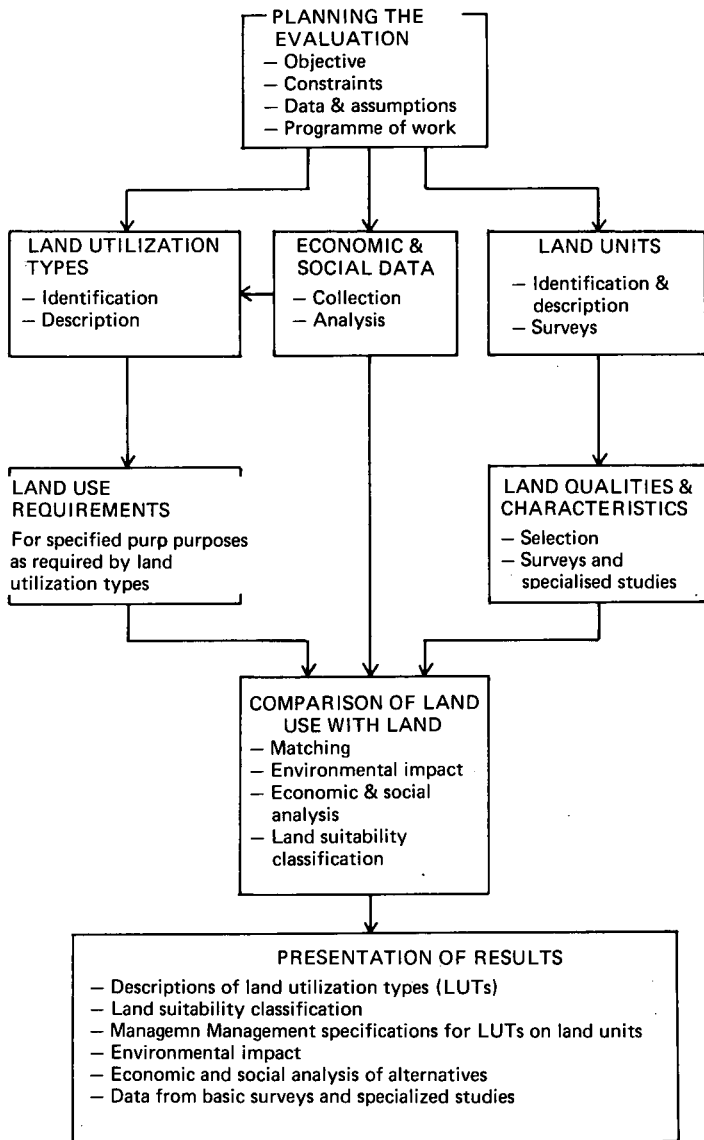 PLANNING THE
EVALUATION
– Objective
– Constraints
– Data & assumptions
– Programme of work
LAND UTILIZATION
TYPES
– Identification
– Description
ECONOMIC &
SOCIAL DATA
– Collection
– Analysis
LAND UNITS
– Identification &
description
– Surveys
LAND USE
REQUIREMENTS
For specified purp purposes
as required by land
utilization types
LAND QUALITIES &
CHARACTERISTICS
– Selection
– Surveys and
specialised studies
COMPARISON OF LAND
USE WITH LAND
– Matching
– Environmental impact
– Economic & social
analysis
– Land suitability
classification
PRESENTATION OF RESULTS
– Descriptions of land utilization types (LUTs)
– Land suitability classification
– Managemn Management specifications for LUTs on land units
– Environmental impact
– Economic and social analysis of alternatives
– Data from basic surveys and specialized studies